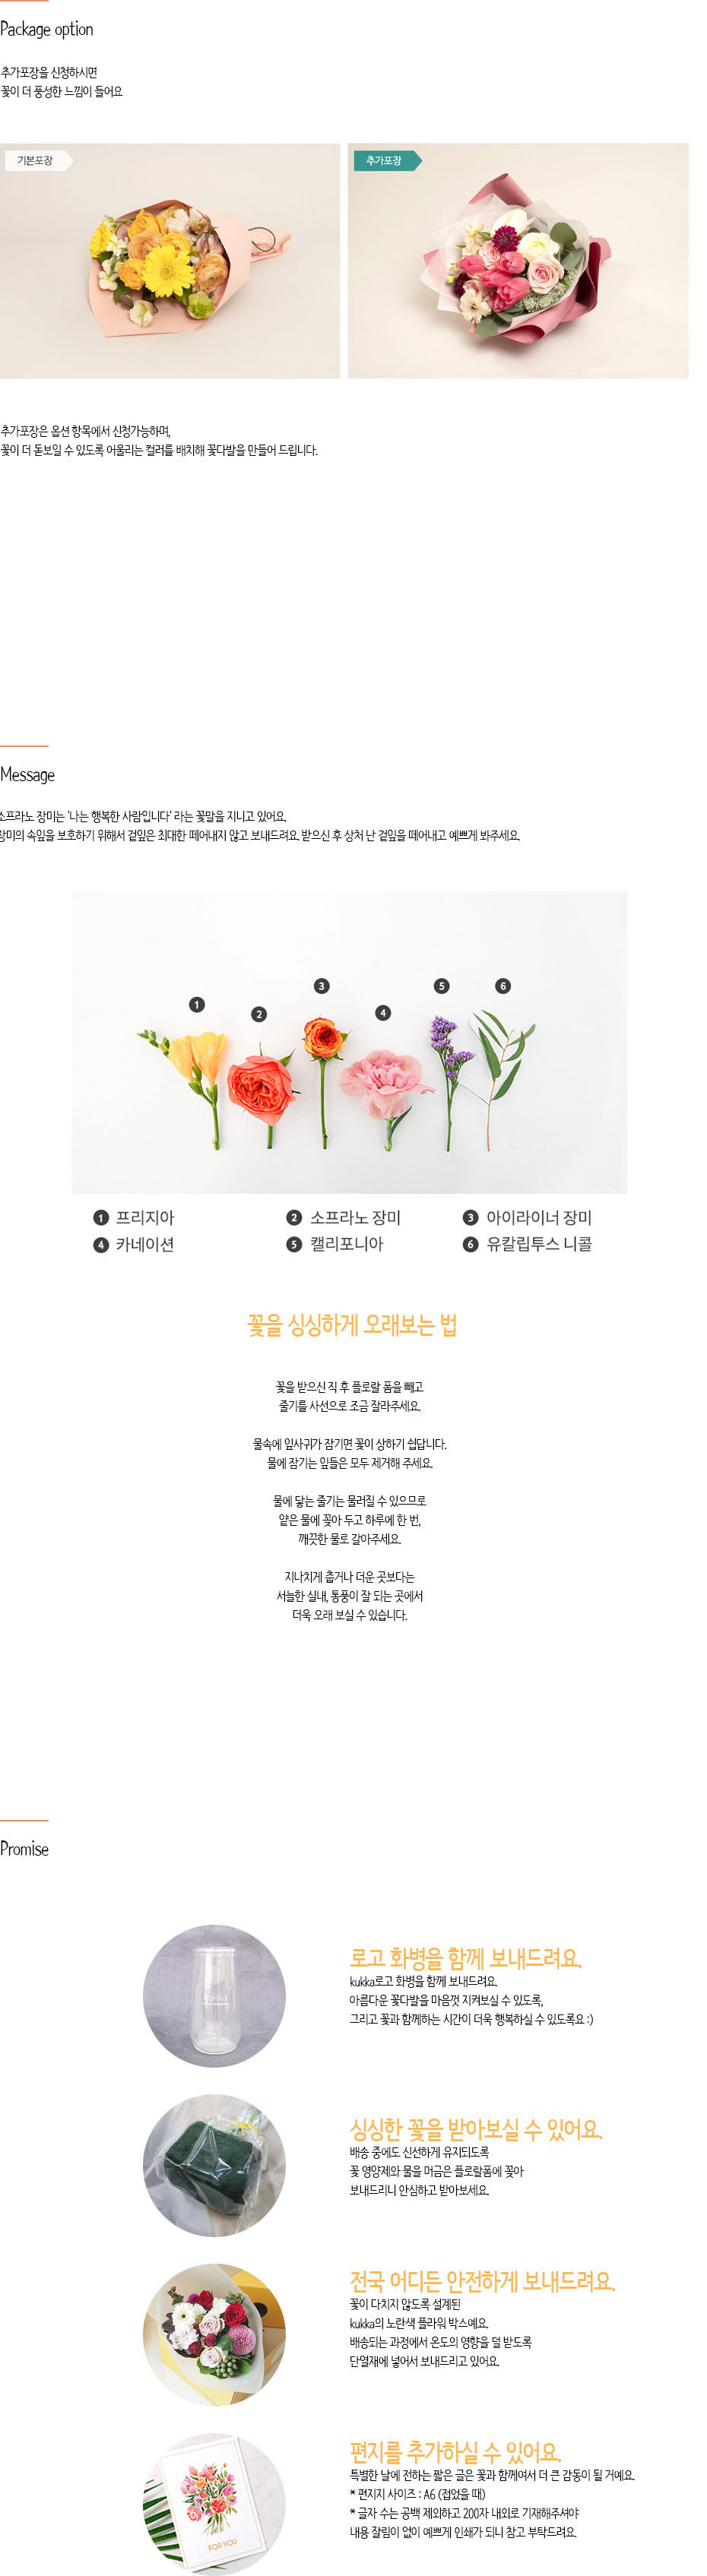 Package option
추가포장을 신청하시면
꽃이 더 풍성한 느낌이 들어요
기본포장
추가포장
추가포장은 옵션 항목에서 신청가능하며,
꽃이 더 돋보일 수 있도록 어울리는 컬러를 배치해 꽃다발을 만들어 드립니다.
Message
소프라노 장미는 '나는 행복한 사람입니다' 라는 꽃말을 지니고 있어요.
장미의 속잎을 보호하기 위해서 겉잎은 최대한 떼어내지 않고 보내드려요. 받으신 후 상처 난 겉잎을 떼어내고 예쁘게 봐주세요.
1 2 3 4 5 6
1 프리지아 2 소프라노 장미 3 아이라이너 장미
4 카네이션 5 캘리포니아 6 유칼립투스 니콜
꽃을 싱싱하게 오래보는 법
꽃을 받으신 직 후 플로랄 폼을 빼고
줄기를 사선으로 조금 잘라주세요.
물속에 잎사귀가 잠기면 꽃이 상하기 쉽답니다.
물에 잠기는 잎들은 모두 제거해 주세요.
물에 닿는 줄기는 물러질 수 있으므로
얕은 물에 꽂아 두고 하루에 한 번,
깨끗한 물로 갈아주세요.
지나치게 춥거나 더운 곳보다는
서늘한 실내, 통풍이 잘 되는 곳에서
더욱 오래 보실 수 있습니다.
Promise
kukka
로고 화병을 함께 보내드려요.
kukka로고 화병을 함께 보내드려요.
아름다운 꽃다발을 마음껏 지켜보실 수 있도록,
그리고 꽃과 함께하는 시간이 더욱 행복하실 수 있도록요 :)
싱싱한 꽃을 받아보실 수 있어요.
배송 중에도 신선하게 유지되도록
꽃 영양제와 물을 머금은 플로랄폼에 꽂아
보내드리니 안심하고 받아보세요.
전국 어디든 안전하게 보내드려요.
꽃이 다치지 않도록 설계된
kukka의 노란색 플라워 박스예요.
배송되는 과정에서 온도의 영향을 덜 받도록
단열재에 넣어서 보내드리고 있어요.
편지를 추가하실 수 있어요.
특별한 날에 전하는 짧은 글은 꽃과 함께여서 더 큰 감동이 될 거예요.
* 편지지 사이즈 : A6 (접었을 때)
* 글자 수는 공백 제외하고 200자 내외로 기재해주셔야
내용 잘림이 없이 예쁘게 인쇄가 되니 참고 부탁드려요.
FOR YOU